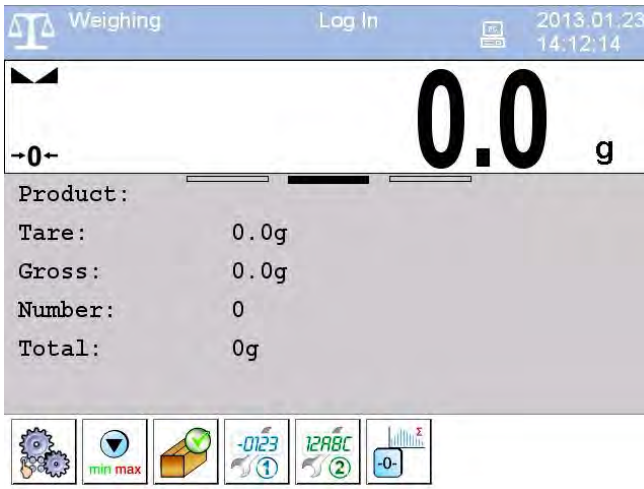 Weighing Log In PC 2013.01.23
14:12:14
0.0 g
→0←
Product:
Tare: 0.0g
Gross: 0.0g
Number: 0
Total: 0g
min max
-0123 1
12ABC 2
Σ
-0-